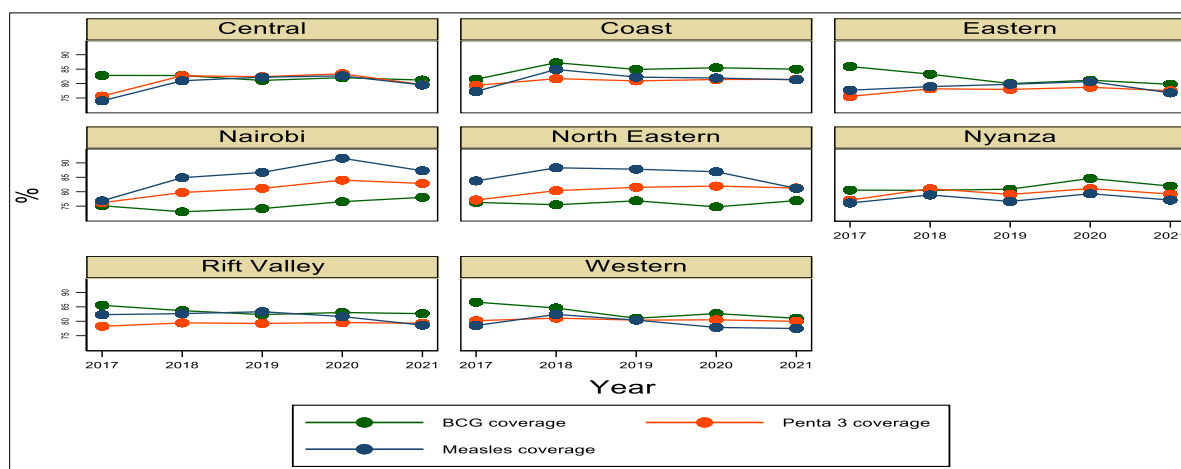 Central
Coast
Eastern
90
85
80
75
Nairobi
North Eastern
Nyanza
90
85
80
75
%
2017 2018 2019 2020 2021
Rift Valley
Western
90
85
80
75
2017 2018 2019 2020 2021
2017 2018 2019 2020 2021
Year
BCG coverage
Penta 3 coverage
Measles coverage